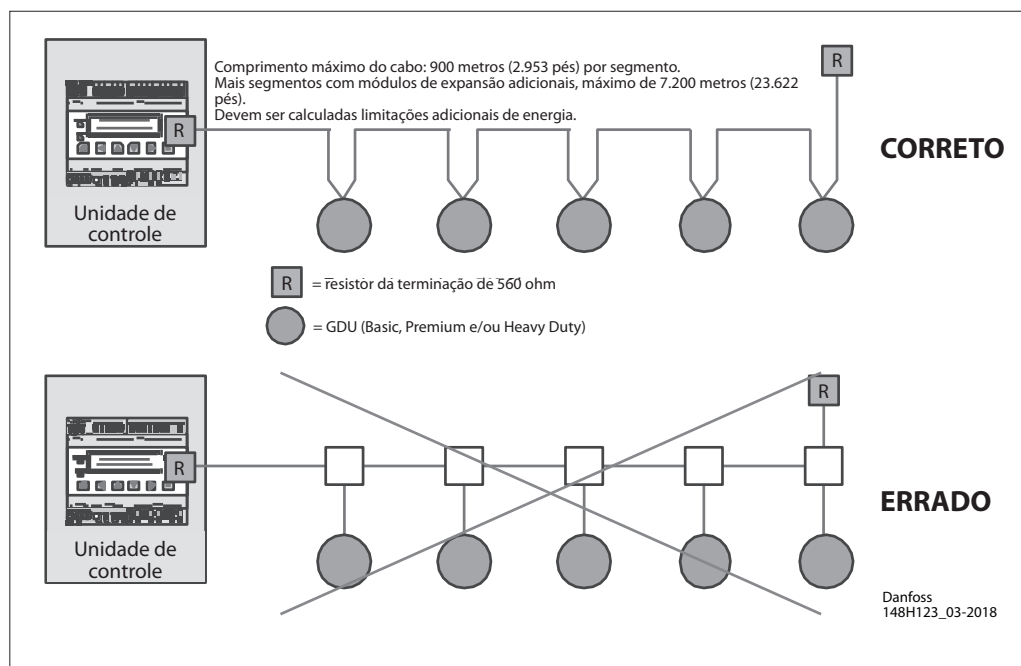 Comprimento máximo do cabo: 900 metros (2.953 pés) por segmento.
Mais segmentos com módulos de expansão adicionais, máximo de 7.200 metros (23.622
pés).
Devem ser calculadas limitações adicionais de energia.
R
R
CORRETO
Unidade de
controle
R = resistor da terminação de 560 ohm
= GDU (Basic, Premium e/ou Heavy Duty)
R
R
ERRADO
Unidade de
controle
Danfoss
148H123_03-2018